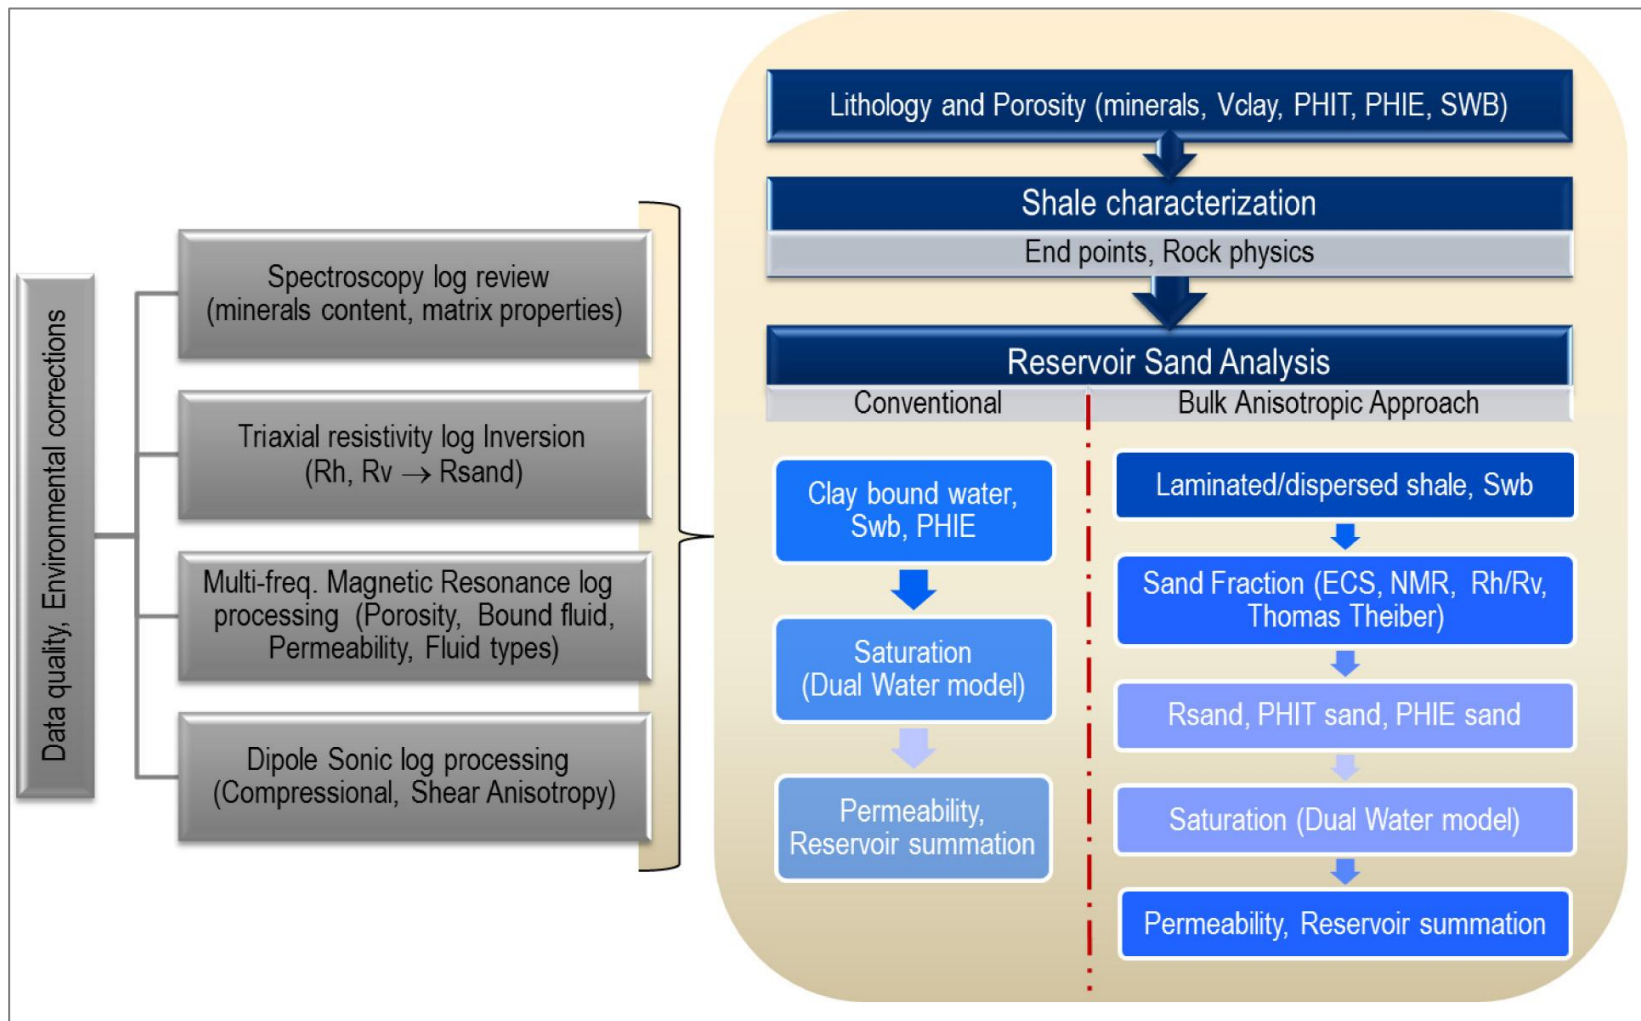 Data quality, Environmental corrections
Spectroscopy log review
(minerals content, matrix properties)
Triaxial resistivity log Inversion
(Rh, Rv → Rsand)
Multi-freq. Magnetic Resonance log
processing (Porosity, Bound fluid,
Permeability, Fluid types)
Dipole Sonic log processing
(Compressional, Shear Anisotropy)
Lithology and Porosity (minerals, Vclay, PHIT, PHIE, SWB)
Shale characterization
End points, Rock physics
Reservoir Sand Analysis
Conventional
Clay bound water,
Swb, PHIE
Saturation
(Dual Water model)
Permeability,
Reservoir summation
Bulk Anisotropic Approach
Laminated/dispersed shale, Swb
Sand Fraction (ECS, NMR, Rh/Rv,
Thomas Theiber)
Rsand, PHIT sand, PHIE sand
Saturation (Dual Water model)
Permeability, Reservoir summation